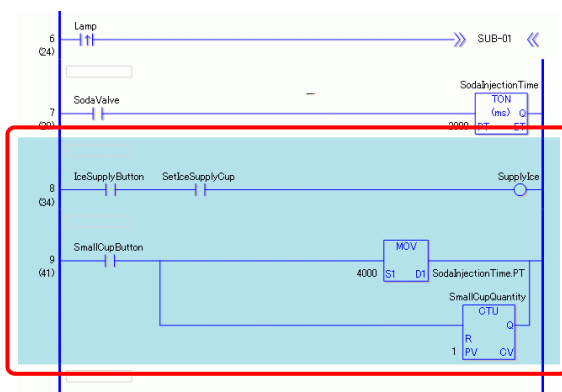 Lamp
6
(24)
SUB-01
SodaInjectionTime
SodaValve
TON
(ms) Q
7
PT ET
IceSupplyButton SetIceSupplyCup SupplyIce
8
(34)
SmallCupButton MOV
9
(41)
4000 S1 D1 SodaInjectionTime.PT
SmallCupQuantity
CTU
Q
R
1 PV CV